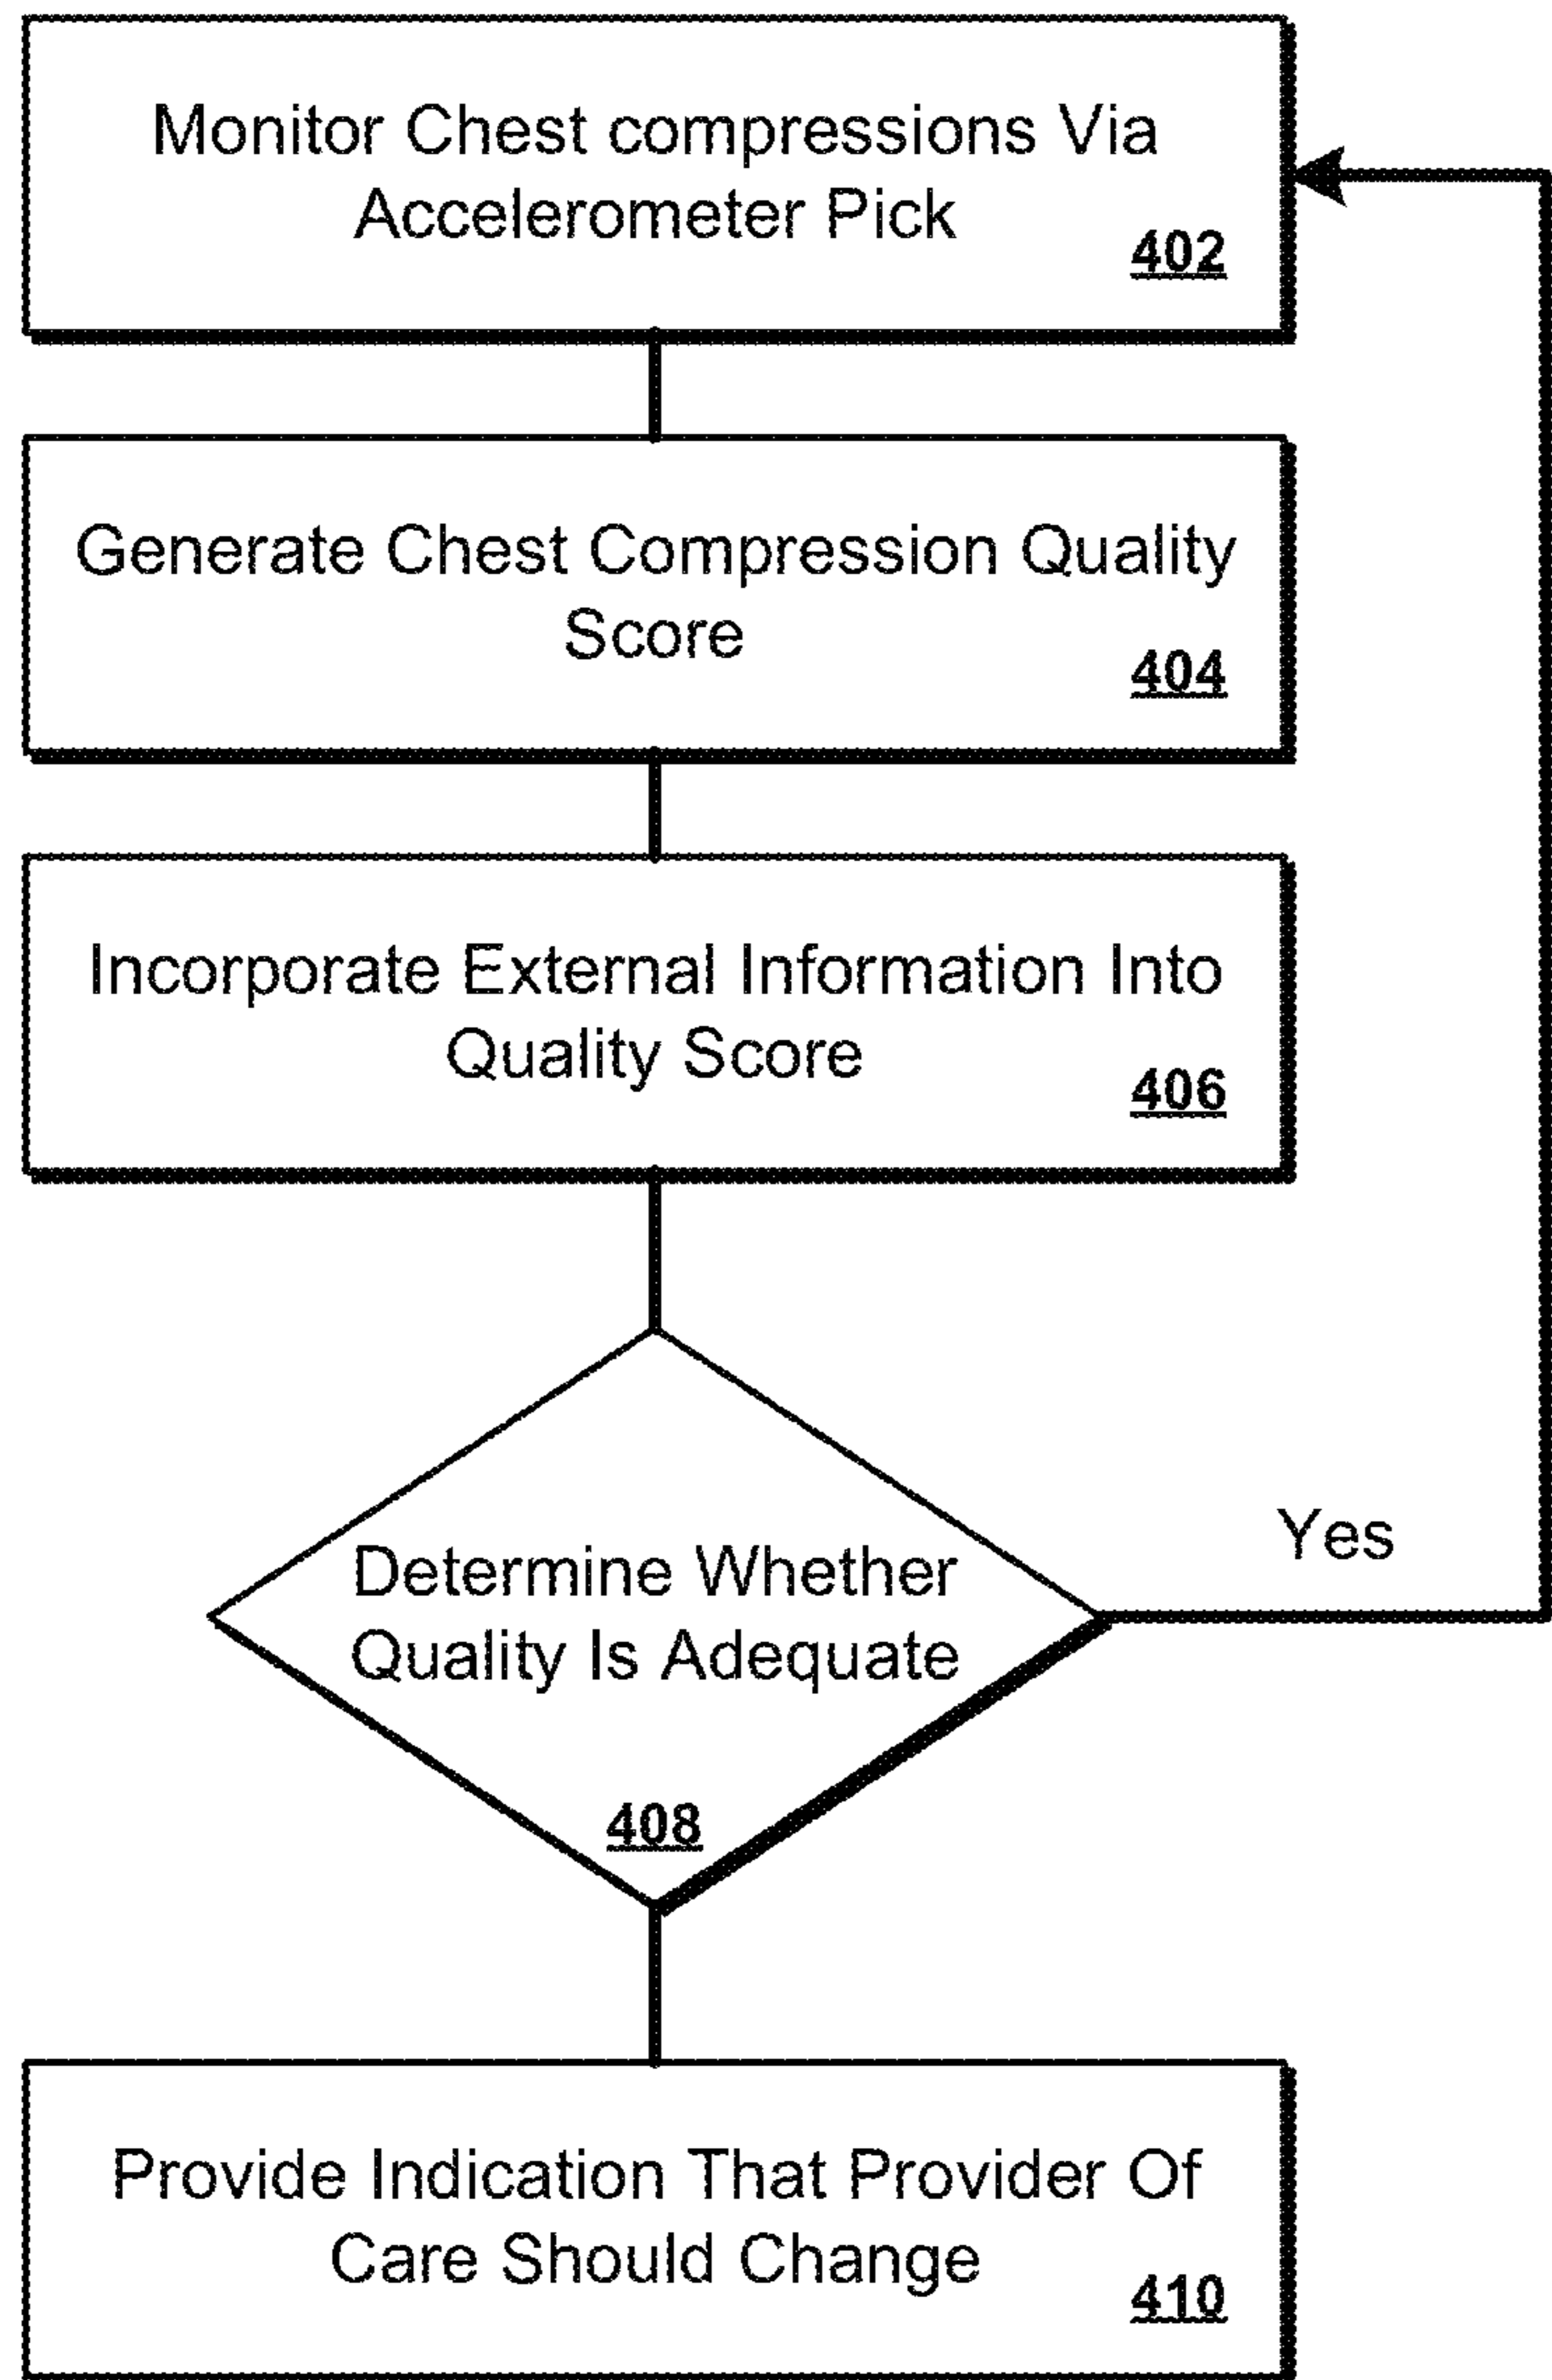 Monitor Chest compressions Via
Accelerometer Pick
402
Generate Chest Compression Quality
Score
404
Incorporate External Information Into
Quality Score
406
Yes
Determine Whether
Quality Is Adequate
408
Provide Indication That Provider Of
Care Should Change
410